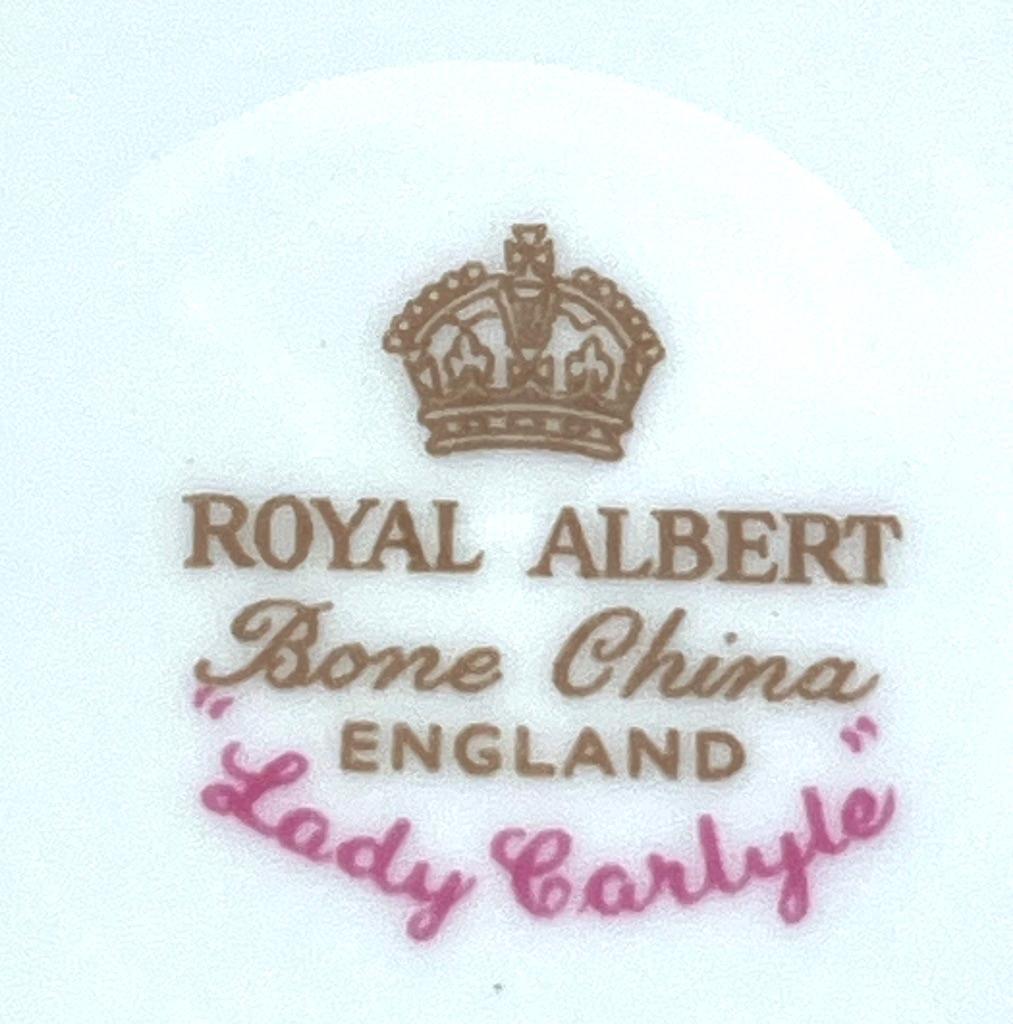 ROYAL ALBERT
Bone China
ENGLAND
"Lady Carlyle"